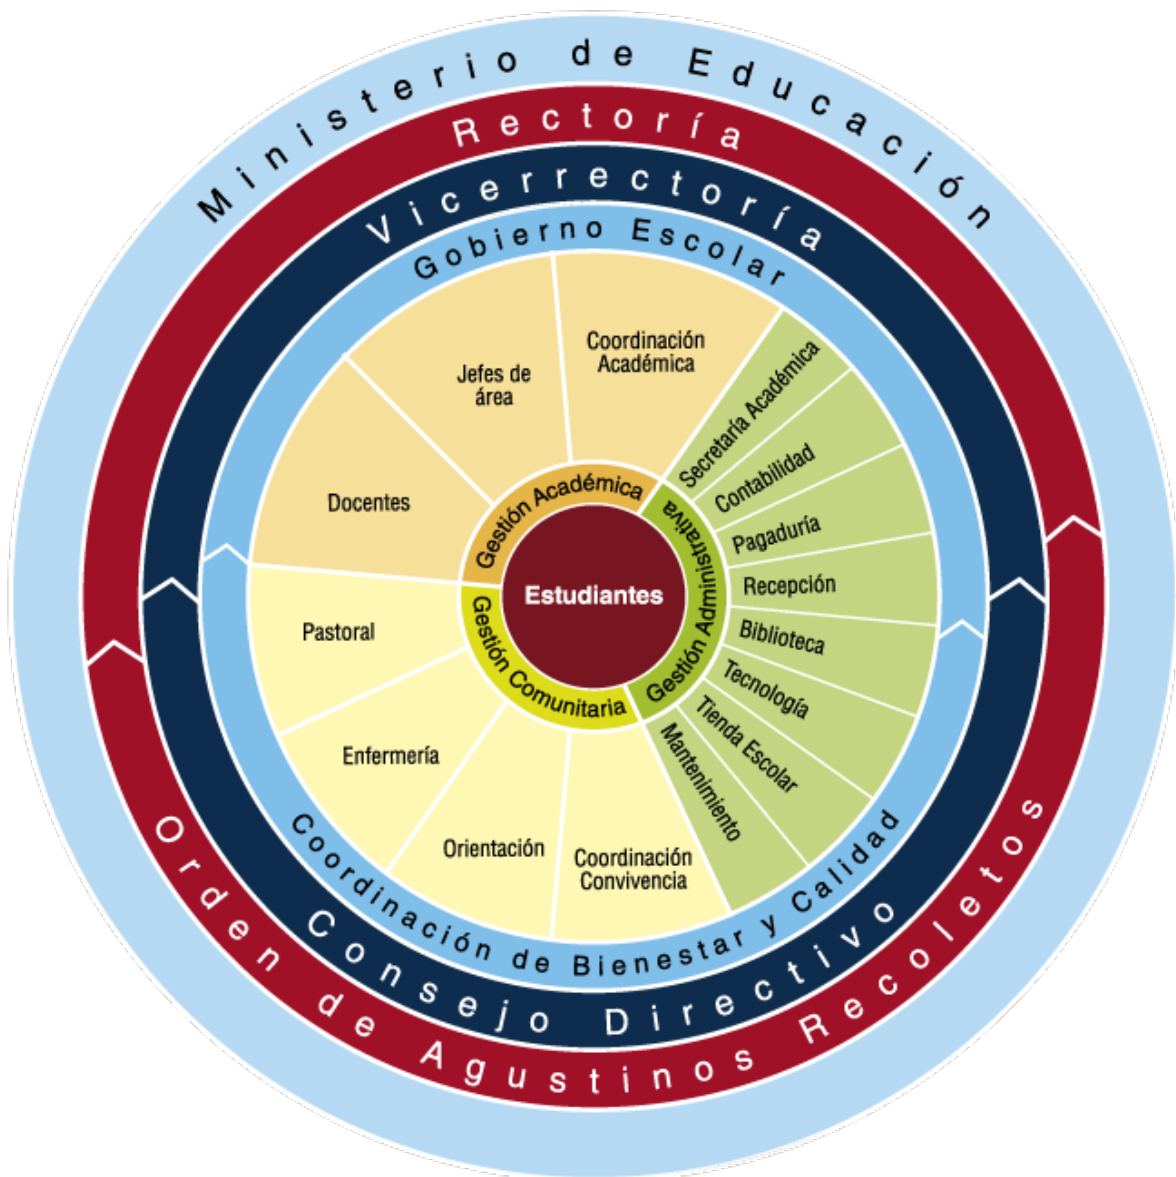 Ministerio de Educación
Rectoría
Vicerrectoría
Gobierno Escolar
Coordinación
Académica
Jefes de
área
Docentes
Secretaría Académica
Contabilidad
Pagaduría
Recepción
Biblioteca
Tecnología
Tienda Escolar
Mantenimiento
Gestión Académica
Gestión Administrativa
Estudiantes
Gestión Comunitaria
Pastoral
Enfermería
Orientación
Coordinación
Convivencia
Coordinación de Bienestar y Calidad
Consejo Directivo
Orden de Agustinos Recoletos